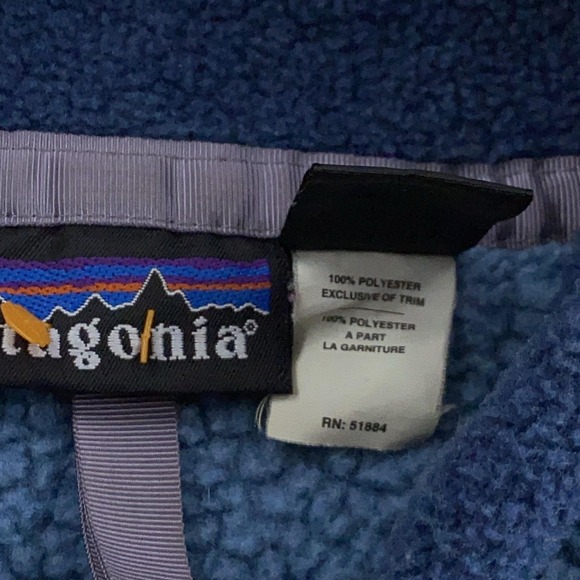 tagonia®
100% POLYESTER
EXCLUSIVE OF TRIM
100% POLYESTER
A PART
LA GARNITURE
RN: 51884